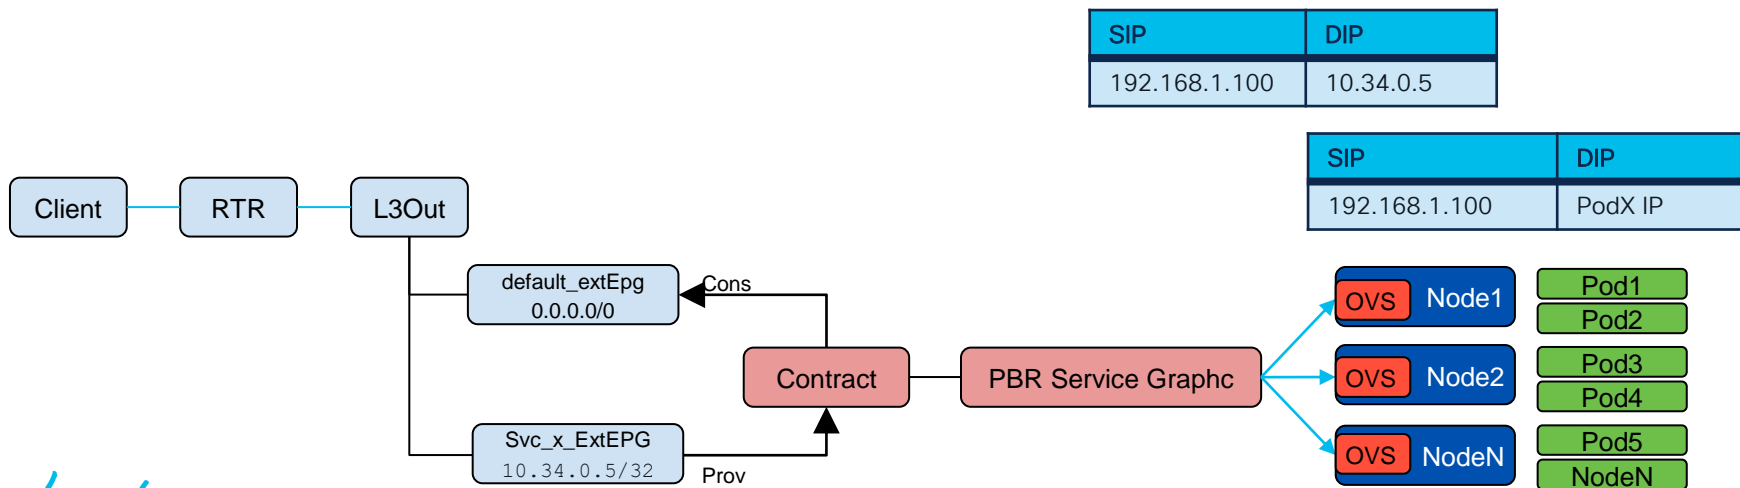 SIP DIP
192.168.1.100 10.34.0.5
SIP DIP
192.168.1.100 PodX IP
Client
RTR
L3Out
default_extEpg
0.0.0.0/0
Cons
Contract
PBR Service Graphc
Svc_x_ExtEPG
10.34.0.5/32
Prov
OVS Node1
Pod1
Pod2
OVS Node2
Pod3
Pod4
OVS NodeN
Pod5
NodeN